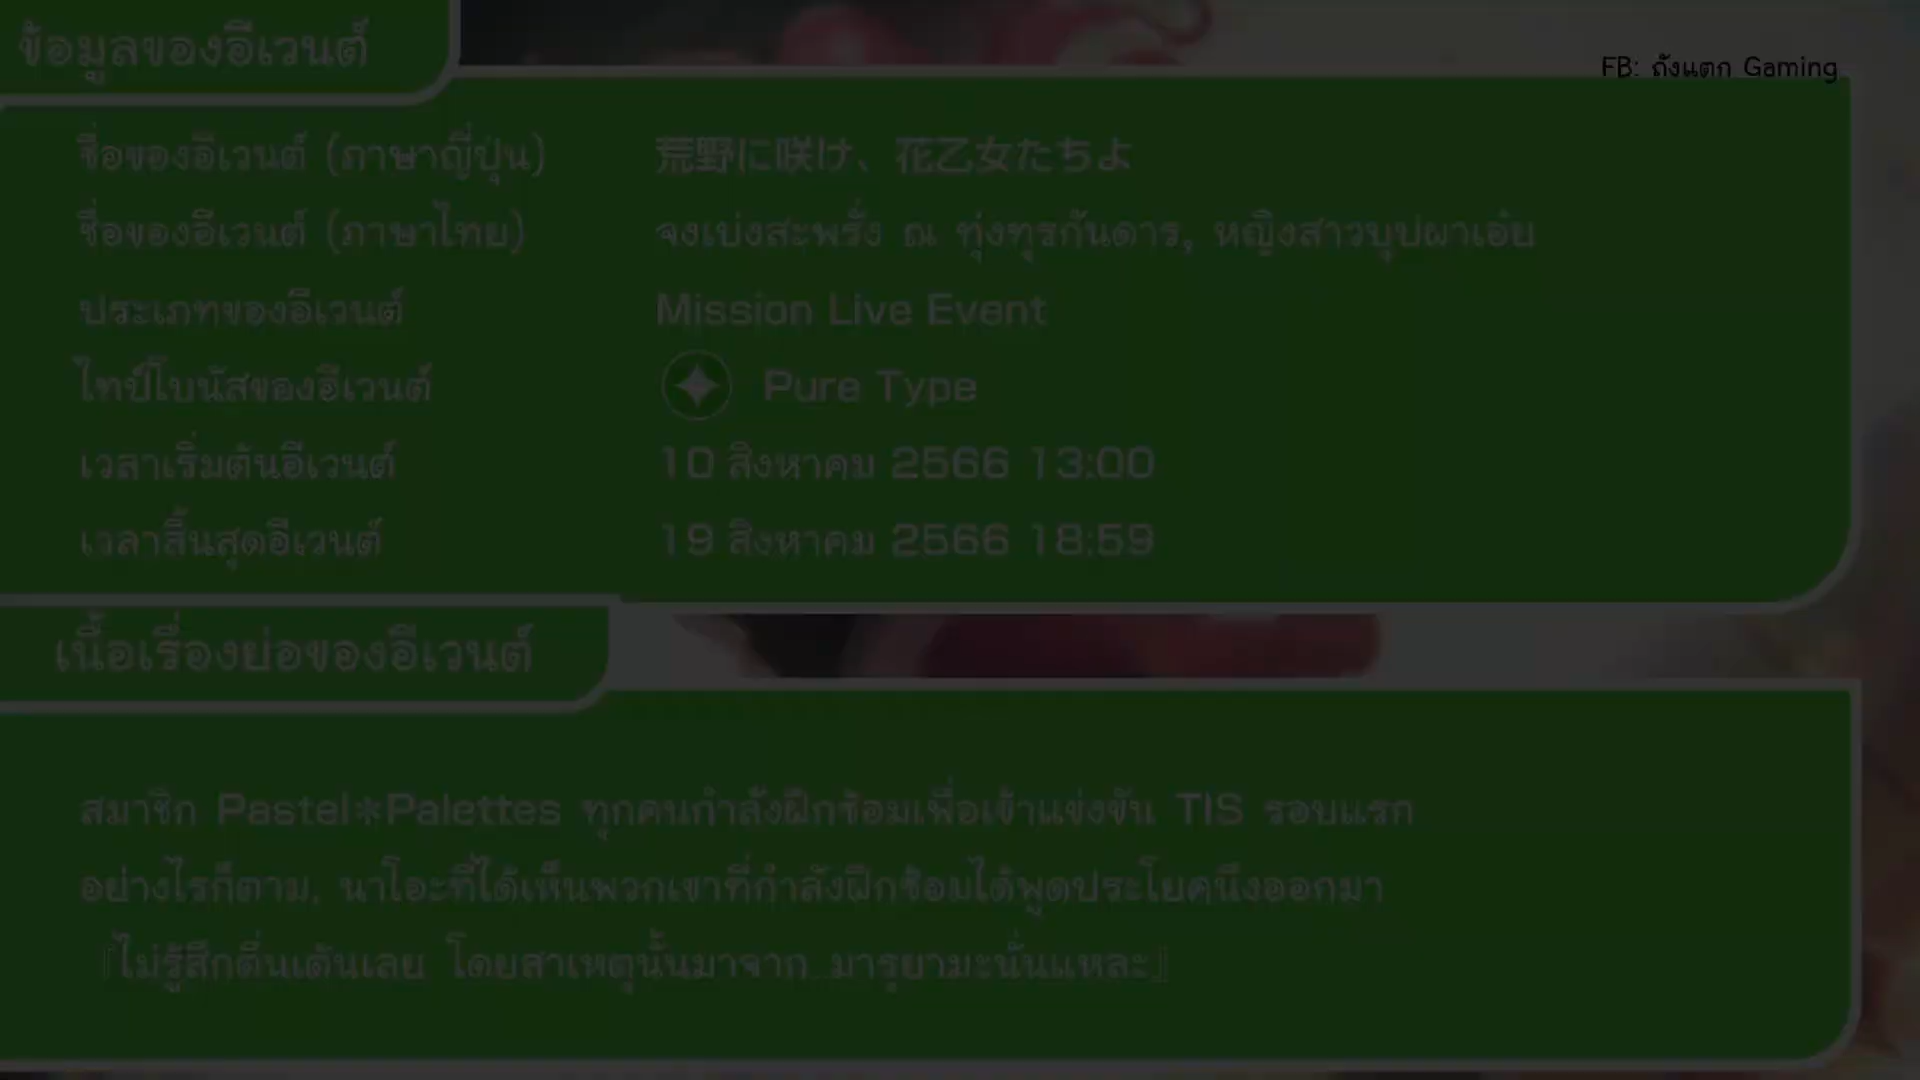 ข้อมูลของอีเวนต์
FB: ถังแตก Gaming
ชื่อของอีเวนต์ (ภาษาญี่ปุ่น) 荒野に咲け、花乙女たちよ
ชื่อของอีเวนต์ (ภาษาไทย) จงเบ่งสะพรั่ง ณ ทุ่งทุรกันดาร, หญิงสาวบุปผาเอ๋ย
ประเภทของอีเวนต์ Mission Live Event
ไทป์โบนัสของอีเวนต์ Pure Type
เวลาเริ่มต้นอีเวนต์ 10 สิงหาคม 2566 13:00
เวลาสิ้นสุดอีเวนต์ 19 สิงหาคม 2566 18:59
เนื้อเรื่องย่อของอีเวนต์
สมาชิก Pastel＊Palettes ทุกคนกำลังฝึกซ้อมเพื่อเข้าแข่งขัน TIS รอบแรก
อย่างไรก็ตาม, นาโอะที่ได้เห็นพวกเขาที่กำลังฝึกซ้อมได้พูดประโยคนึงออกมา
『ไม่รู้สึกตื่นเต้นเลย โดยสาเหตุนั้นมาจาก...มารุยามะนั่นแหละ』